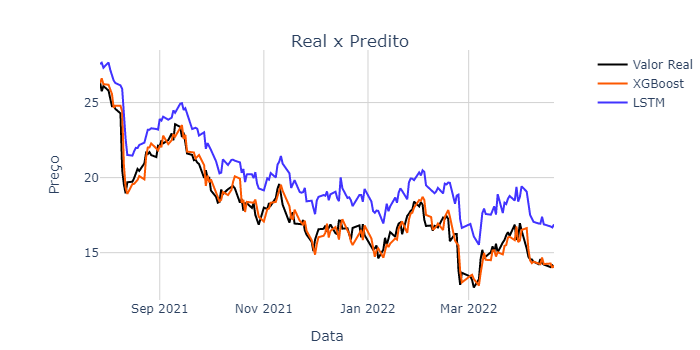 Real x Predito
Valor Real
XGBoost
LSTM
25
20
15
Preço
Sep 2021
Nov 2021
Jan 2022
Mar 2022
Data